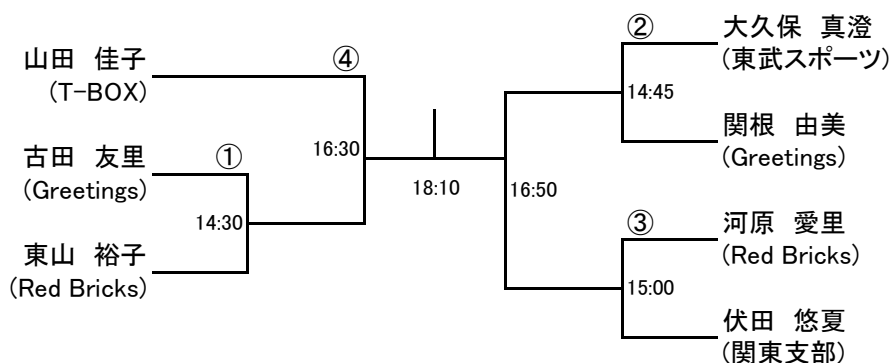 山田　佳子
(T-BOX)
④
古田　友里
(Greetings)
①
14:30
東山　裕子
(Red Bricks)
16:30
18:10
16:50
②
大久保　真澄
(東武スポーツ)
14:45
関根　由美
(Greetings)
③
河原　愛里
(Red Bricks)
15:00
伏田　悠夏
(関東支部)